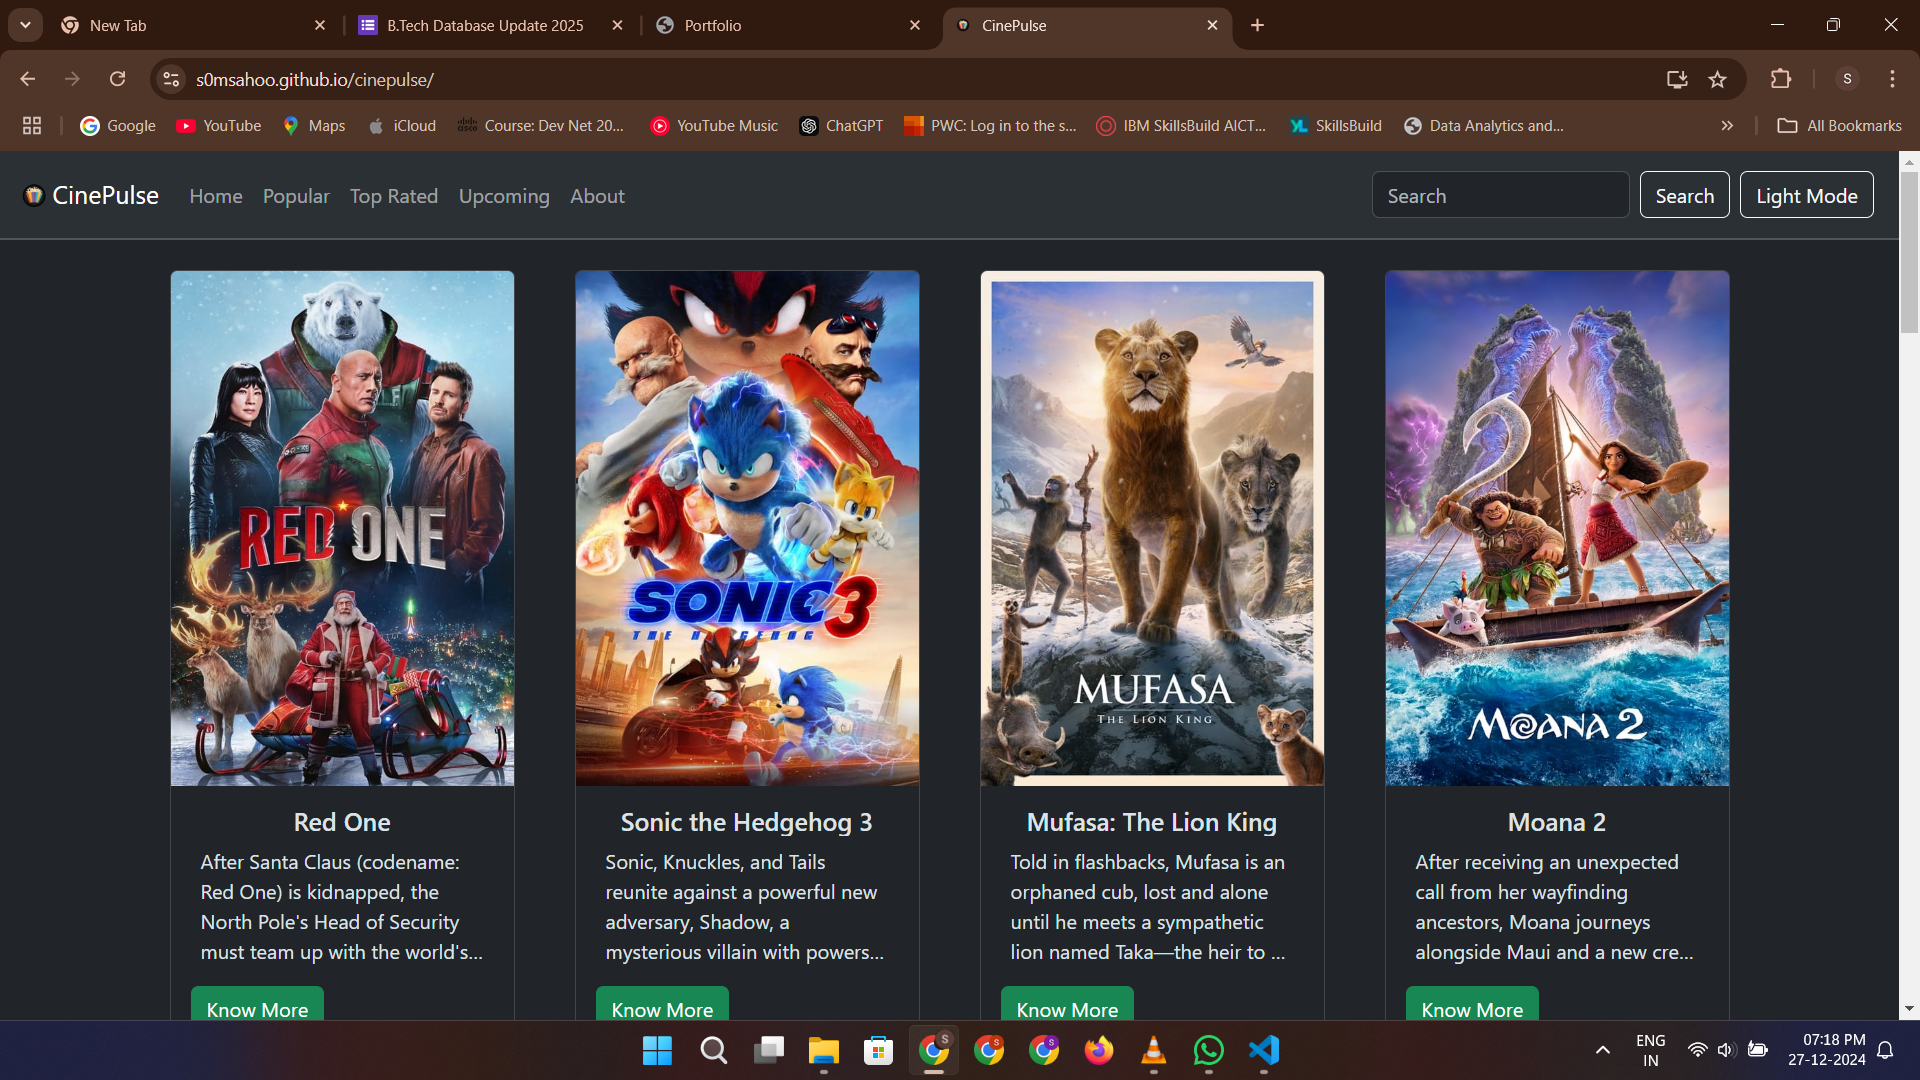 New Tab
B.Tech Database Update 2025
Portfolio
CinePulse
s0msahoo.github.io/cinepulse/
S
Google
YouTube
Maps
iCloud
Course: Dev Net 20...
YouTube Music
ChatGPT
PWC: Log in to the s...
IBM SkillsBuild AICT...
SkillsBuild
Data Analytics and...
All Bookmarks
CinePulse
Home
Popular
Top Rated
Upcoming
About
Search
Search
Light Mode
RED ONE
SONIC 3
THE HEDGEHOG
MUFASA
THE LION KING
MOANA 2
Red One
After Santa Claus (codename:
Red One) is kidnapped, the
North Pole's Head of Security
must team up with the world's...
Know More
Sonic the Hedgehog 3
Sonic, Knuckles, and Tails
reunite against a powerful new
adversary, Shadow, a
mysterious villain with powers...
Know More
Mufasa: The Lion King
Told in flashbacks, Mufasa is an
orphaned cub, lost and alone
until he meets a sympathetic
lion named Taka—the heir to ...
Know More
Moana 2
After receiving an unexpected
call from her wayfinding
ancestors, Moana journeys
alongside Maui and a new cre...
Know More
ENG
IN
07:18 PM
27-12-2024